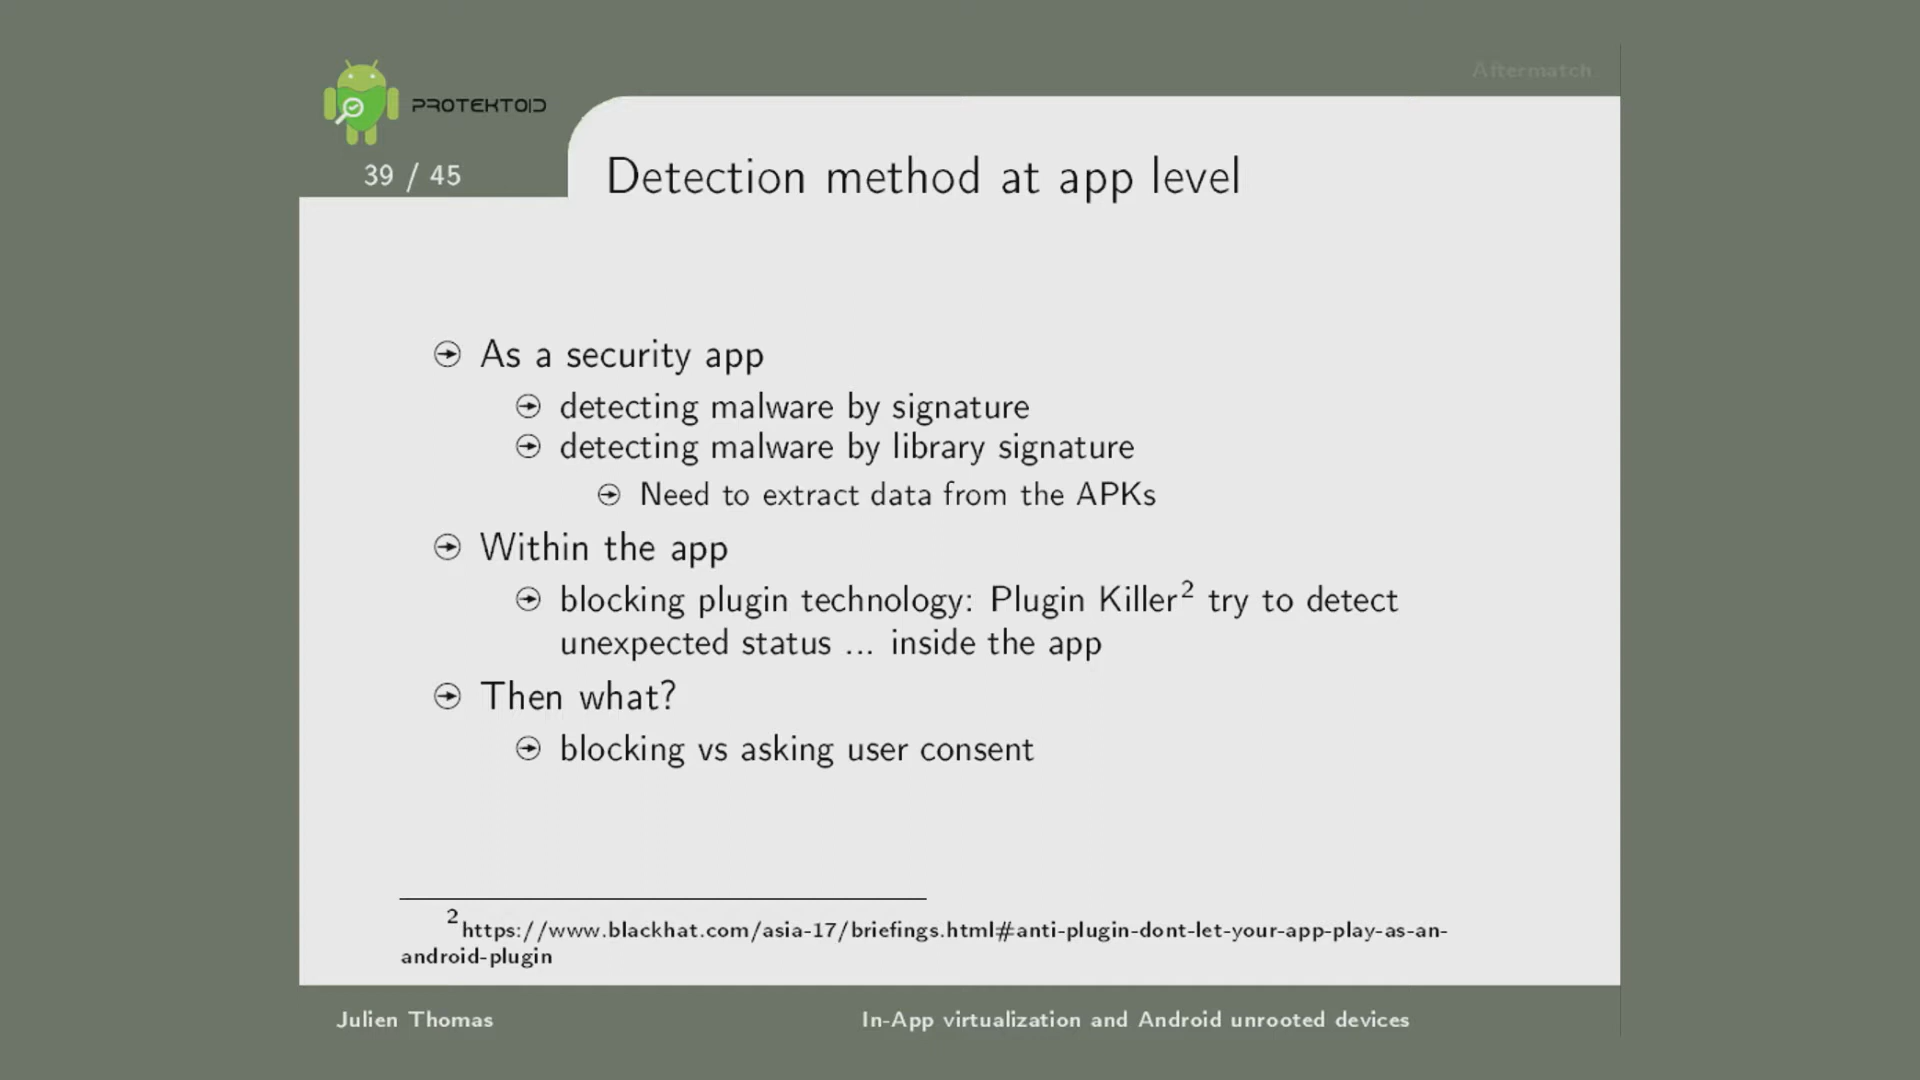 Aftermatch
PROTEKTOID
39 / 45
Detection method at app level
As a security app
detecting malware by signature
detecting malware by library signature
Need to extract data from the APKs
Within the app
blocking plugin technology: Plugin Killer² try to detect
unexpected status ... inside the app
Then what?
blocking vs asking user consent
²https://www.blackhat.com/asia-17/briefings.html#anti-plugin-dont-let-your-app-play-as-an-
android-plugin
Julien Thomas
In-App virtualization and Android unrooted devices